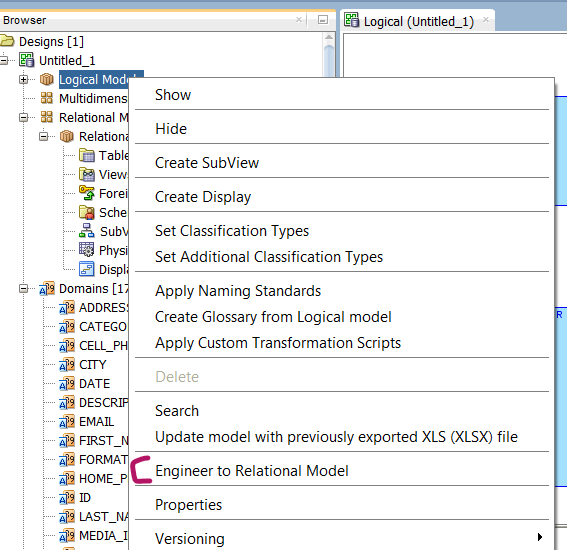 Browser
Logical (Untitled_1)
Designs [1]
Untitled_1
Logical Mode
Show
Multidimens
Hide
Relational M
Relationa
Create SubView
Table
Views
Create Display
Forei
Sche
Set Classification Types
SubV
Physi
Set Additional Classification Types
Displa
Domains [17
Apply Naming Standards
ADDRESS
Create Glossary from Logical model
CATEGO
Apply Custom Transformation Scripts
CELL_PH
CITY
Delete
DATE
DESCRIP
Search
EMAIL
Update model with previously exported XLS (XLSX) file
FIRST_N
FORMAT
Engineer to Relational Model
HOME_P
ID
Properties
LAST_NA
MEDIA_I
Versioning
R